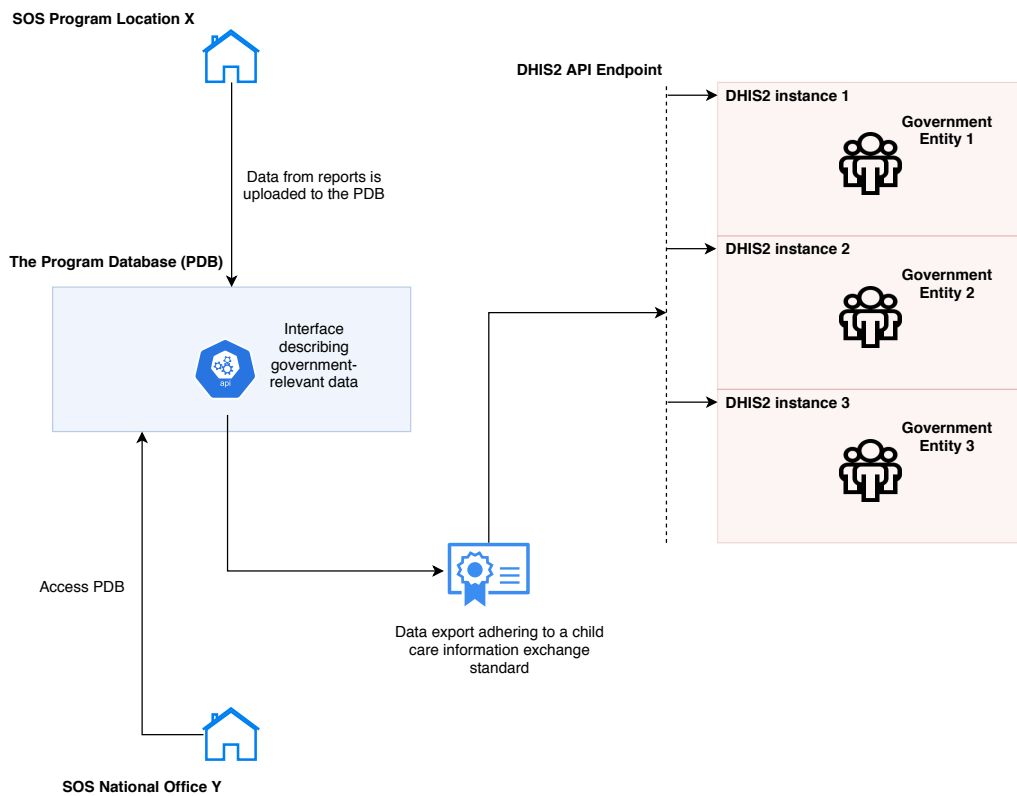 SOS Program Location X
DHIS2 API Endpoint
DHIS2 instance 1
Government
Entity 1
Data from reports is
uploaded to the PDB
DHIS2 instance 2
Government
Entity 2
The Program Database (PDB)
Interface
describing
government-
relevant data
api
DHIS2 instance 3
Government
Entity 3
Access PDB
Data export adhering to a child
care information exchange
standard
SOS National Office Y